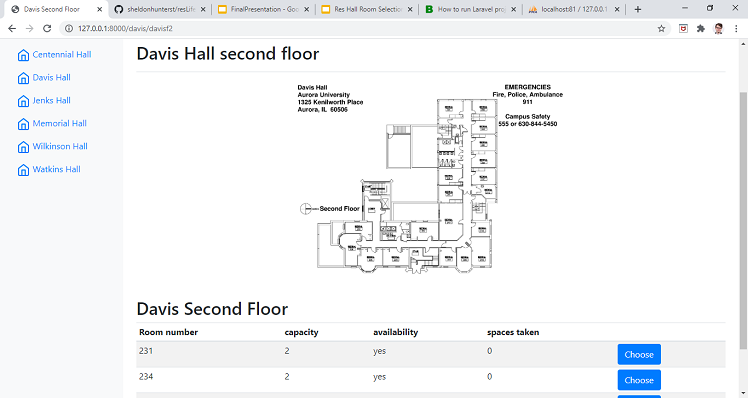 Davis Second Floor
sheldonhunterst/resLife
FinalPresentation - Goo
Res Hall Room Selection
How to run Laravel proj
localhost:81 / 127.0.0.1
127.0.0.1:8000/davis/davisf2
Centennial Hall
Davis Hall
Jenks Hall
Memorial Hall
Wilkinson Hall
Watkins Hall
Davis Hall second floor
Davis Hall
Aurora University
1325 Kenilworth Place
Aurora, IL 60506
EMERGENCIES
Fire, Police, Ambulance
911
Campus Safety
555 or 630-844-5450
Second Floor
Davis Second Floor
Room number capacity availability spaces taken
231 2 yes 0 Choose
234 2 yes 0 Choose